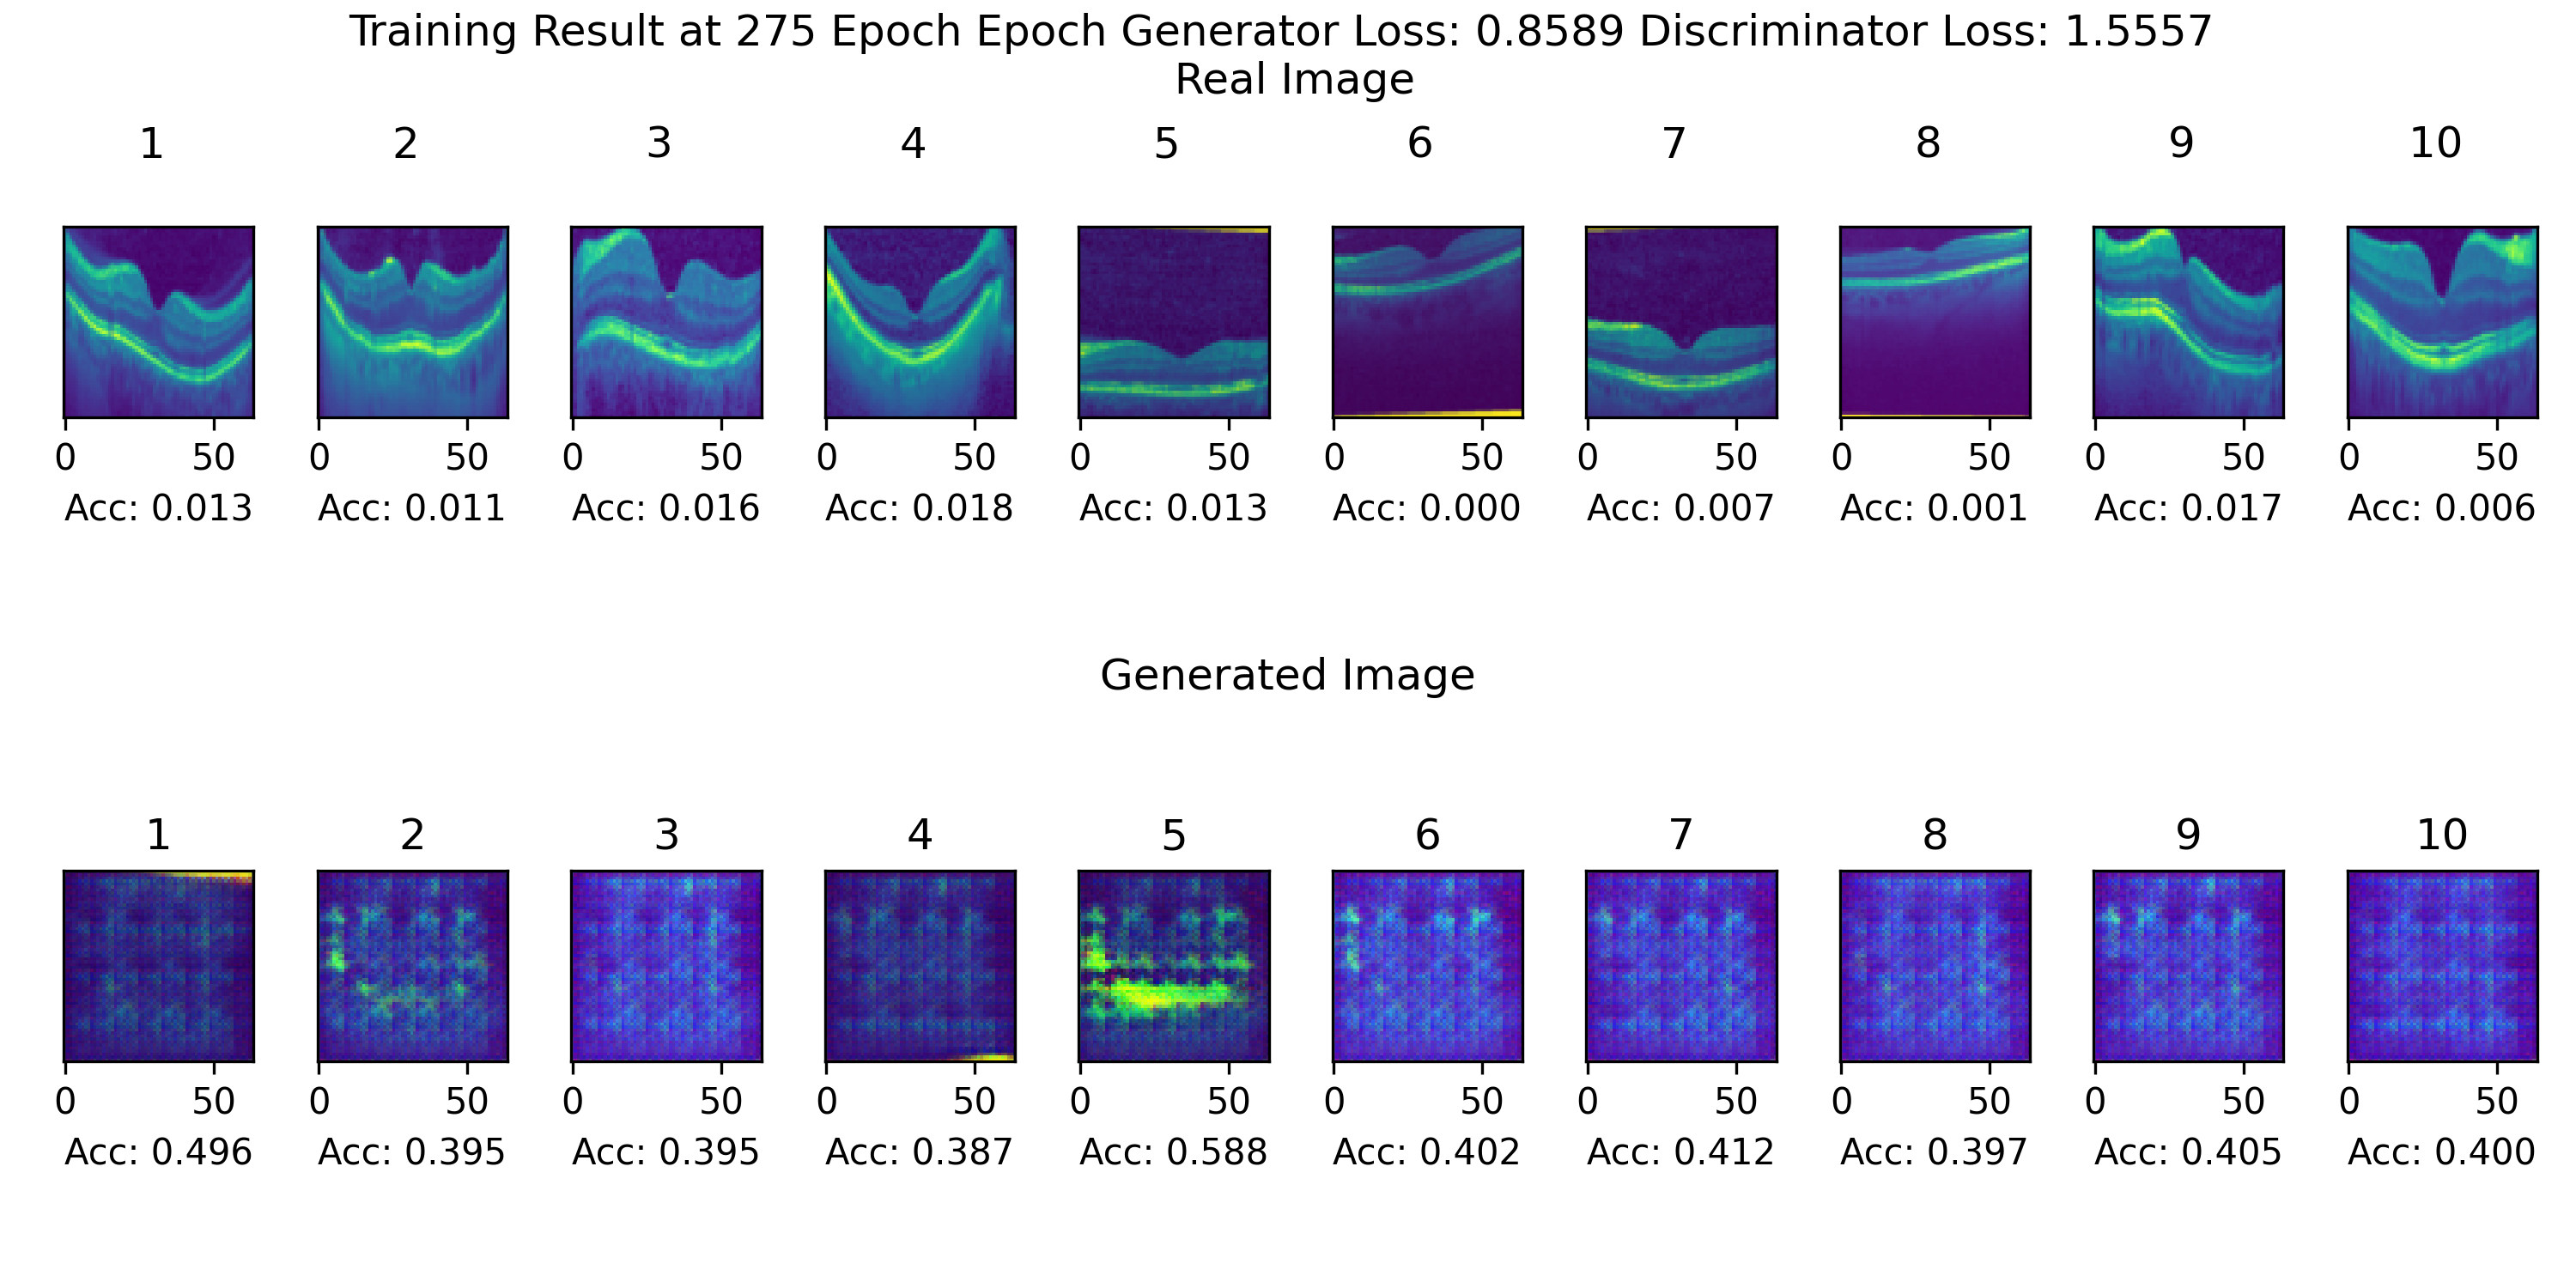 Training Result at 275 Epoch Epoch Generator Loss: 0.8589 Discriminator Loss: 1.5557
Real Image
1 2 3 4 5 6 7 8 9 10
0 50 0 50 0 50 0 50 0 50 0 50 0 50 0 50 0 50 0 50
Acc: 0.013 Acc: 0.011 Acc: 0.016 Acc: 0.018 Acc: 0.013 Acc: 0.000 Acc: 0.007 Acc: 0.001 Acc: 0.017 Acc: 0.006
Generated Image
1 2 3 4 5 6 7 8 9 10
0 50 0 50 0 50 0 50 0 50 0 50 0 50 0 50 0 50 0 50
Acc: 0.496 Acc: 0.395 Acc: 0.395 Acc: 0.387 Acc: 0.588 Acc: 0.402 Acc: 0.412 Acc: 0.397 Acc: 0.405 Acc: 0.400